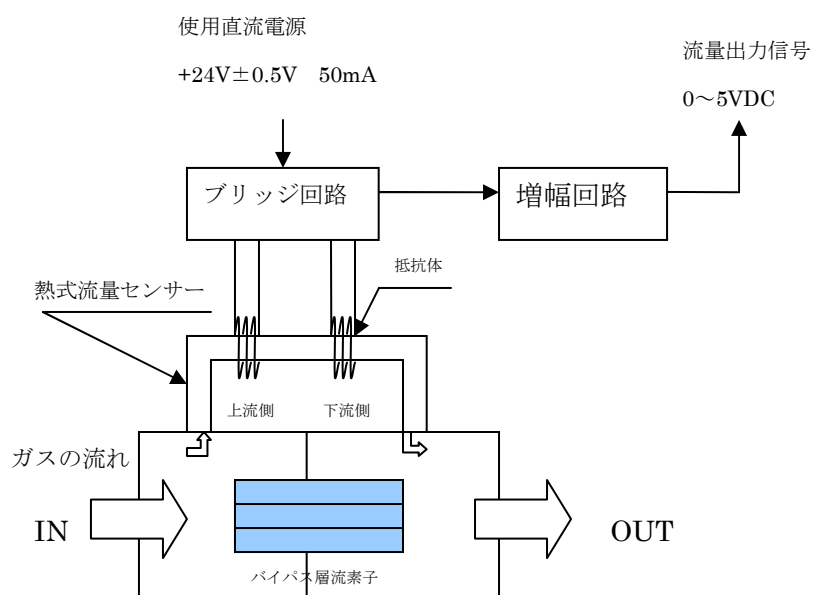 使用直流電源
+24V±0.5V 50mA
流量出力信号
0～5VDC
ブリッジ回路
増幅回路
抵抗体
熱式流量センサー
上流側
下流側
ガスの流れ
IN
OUT
バイパス層流素子